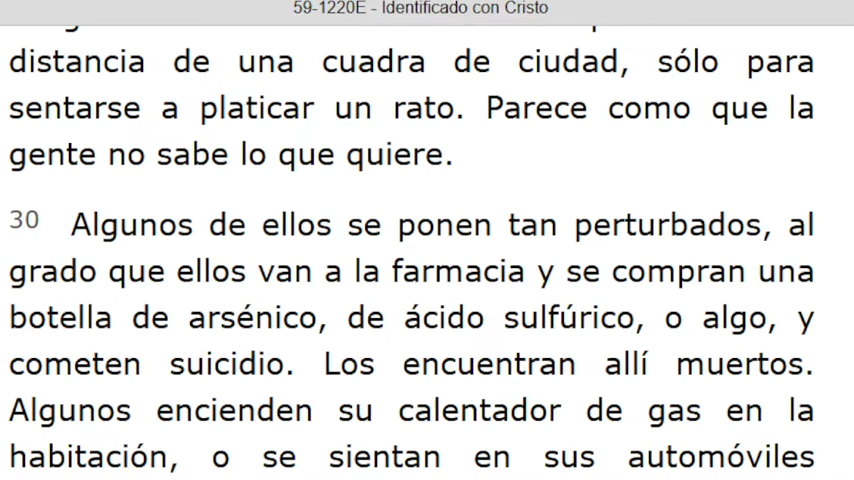 59-1220E - Identificado con Cristo
distancia de una cuadra de ciudad, sólo para
sentarse a platicar un rato. Parece como que la
gente no sabe lo que quiere.
30 Algunos de ellos se ponen tan perturbados, al
grado que ellos van a la farmacia y se compran una
botella de arsénico, de ácido sulfúrico, o algo, y
cometen suicidio. Los encuentran allí muertos.
Algunos encienden su calentador de gas en la
habitación, o se sientan en sus automóviles